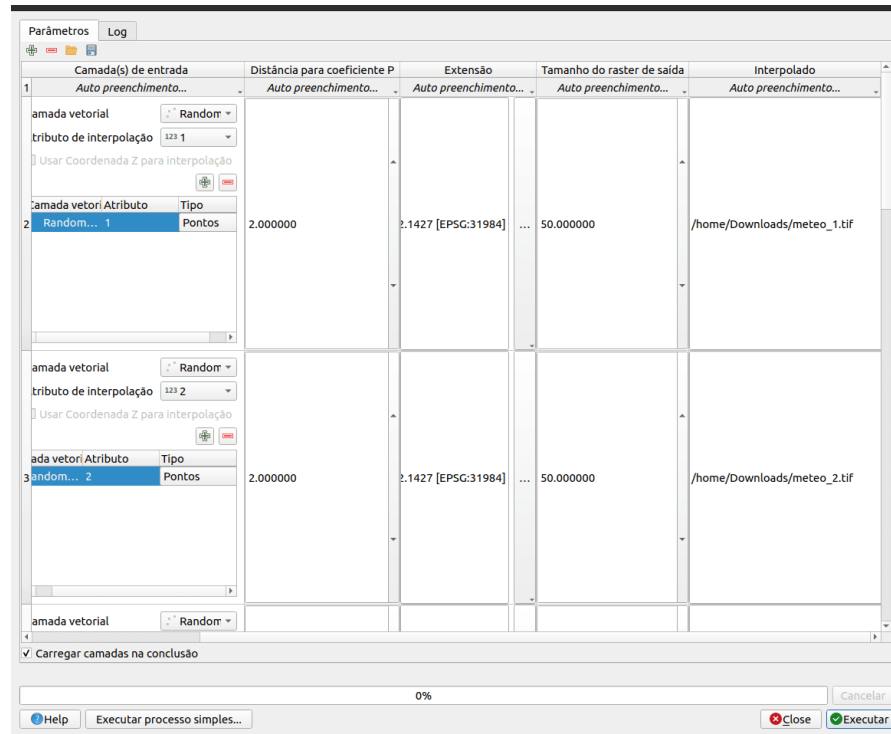 Parâmetros Log
Camada(s) de entrada Distância para coeficiente P Extensão Tamanho do raster de saída Interpolado
1 Auto preenchimento... Auto preenchimento... Auto preenchimento... Auto preenchimento... Auto preenchimento...
amada vetorial Random
tributo de interpolação 123 1
Usar Coordenada Z para interpolação
Camada vetori Atributo Tipo
2 Random... 1 Pontos 2.000000 2.1427 [EPSG:31984] ... 50.000000 /home/Downloads/meteo_1.tif
amada vetorial Random
tributo de interpolação 123 2
Usar Coordenada Z para interpolação
ada vetori Atributo Tipo
3 andom... 2 Pontos 2.000000 2.1427 [EPSG:31984] ... 50.000000 /home/Downloads/meteo_2.tif
amada vetorial Random
Carregar camadas na conclusão
0% Cancelar
Help Executar processo simples... Close Executar